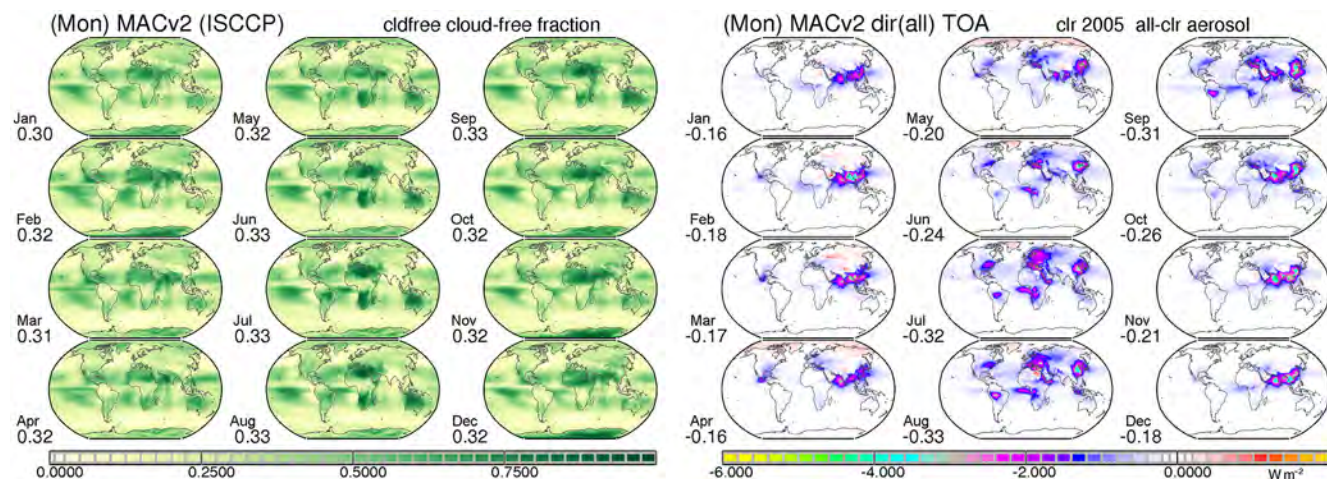 (Mon) MACv2 (ISCCP) cldfree cloud-free fraction
Jan May Sep
0.30 0.32 0.33
Feb Jun Oct
0.32 0.33 0.32
Mar Jul Nov
0.31 0.33 0.32
Apr Aug Dec
0.32 0.33 0.32
0.0000 0.2500 0.5000 0.7500
(Mon) MACv2 dir(all) TOA clr 2005 all-clr aerosol
Jan May Sep
-0.16 -0.20 -0.31
Feb Jun Oct
-0.18 -0.24 -0.26
Mar Jul Nov
-0.17 -0.32 -0.21
Apr Aug Dec
-0.16 -0.33 -0.18
-6.000 -4.000 -2.000 0.0000 W m⁻²